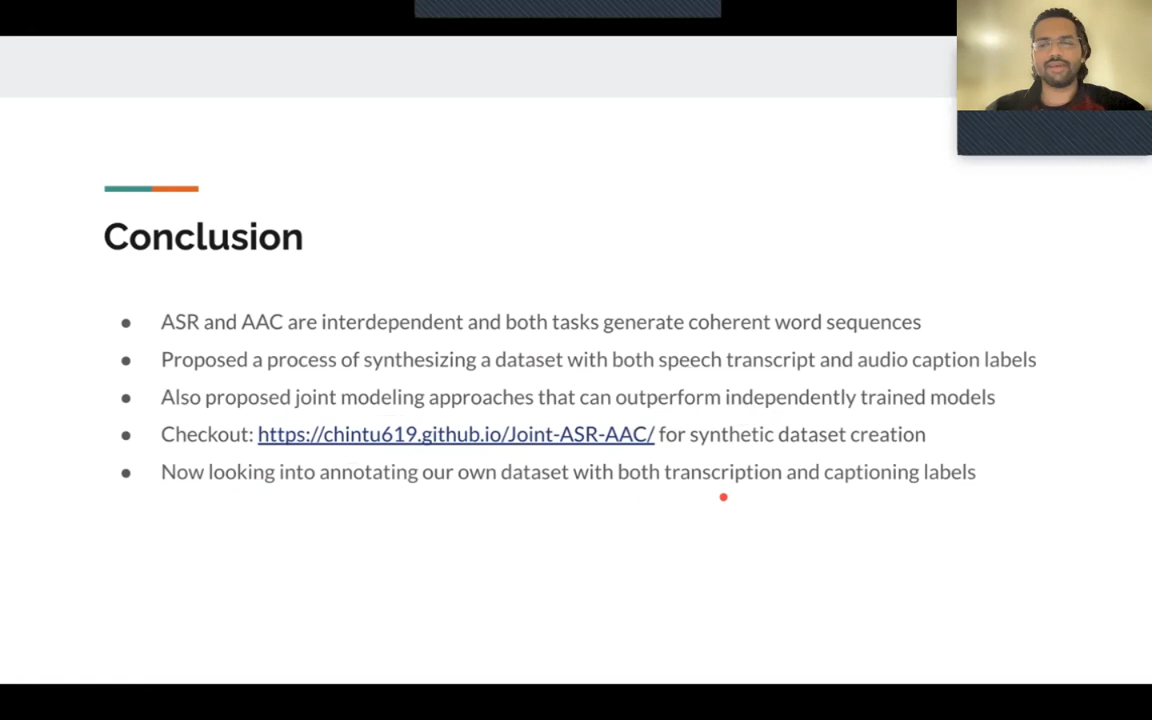 Conclusion
● ASR and AAC are interdependent and both tasks generate coherent word sequences
● Proposed a process of synthesizing a dataset with both speech transcript and audio caption labels
● Also proposed joint modeling approaches that can outperform independently trained models
● Checkout: https://chintu619.github.io/Joint-ASR-AAC/ for synthetic dataset creation
● Now looking into annotating our own dataset with both transcription and captioning labels